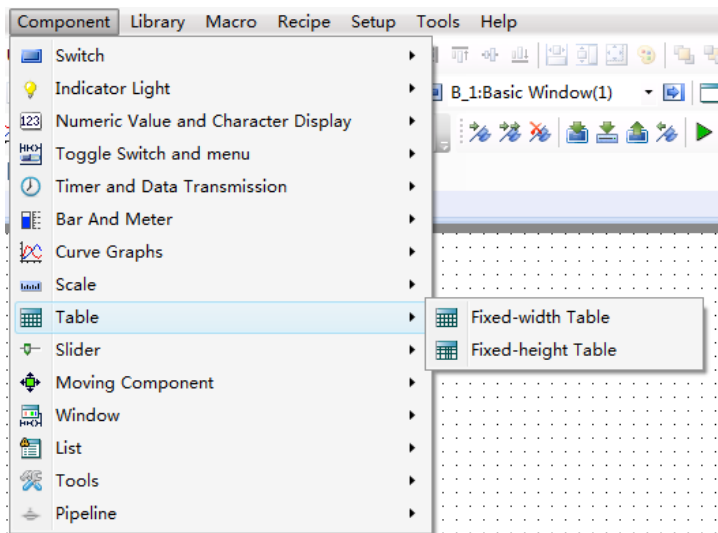 Component Library Macro Recipe Setup Tools Help
Switch
Indicator Light
B_1:Basic Window(1)
123 Numeric Value and Character Display
Toggle Switch and menu
Timer and Data Transmission
Bar And Meter
Curve Graphs
Scale
Table
Fixed-width Table
Slider
Fixed-height Table
Moving Component
Window
List
Tools
Pipeline